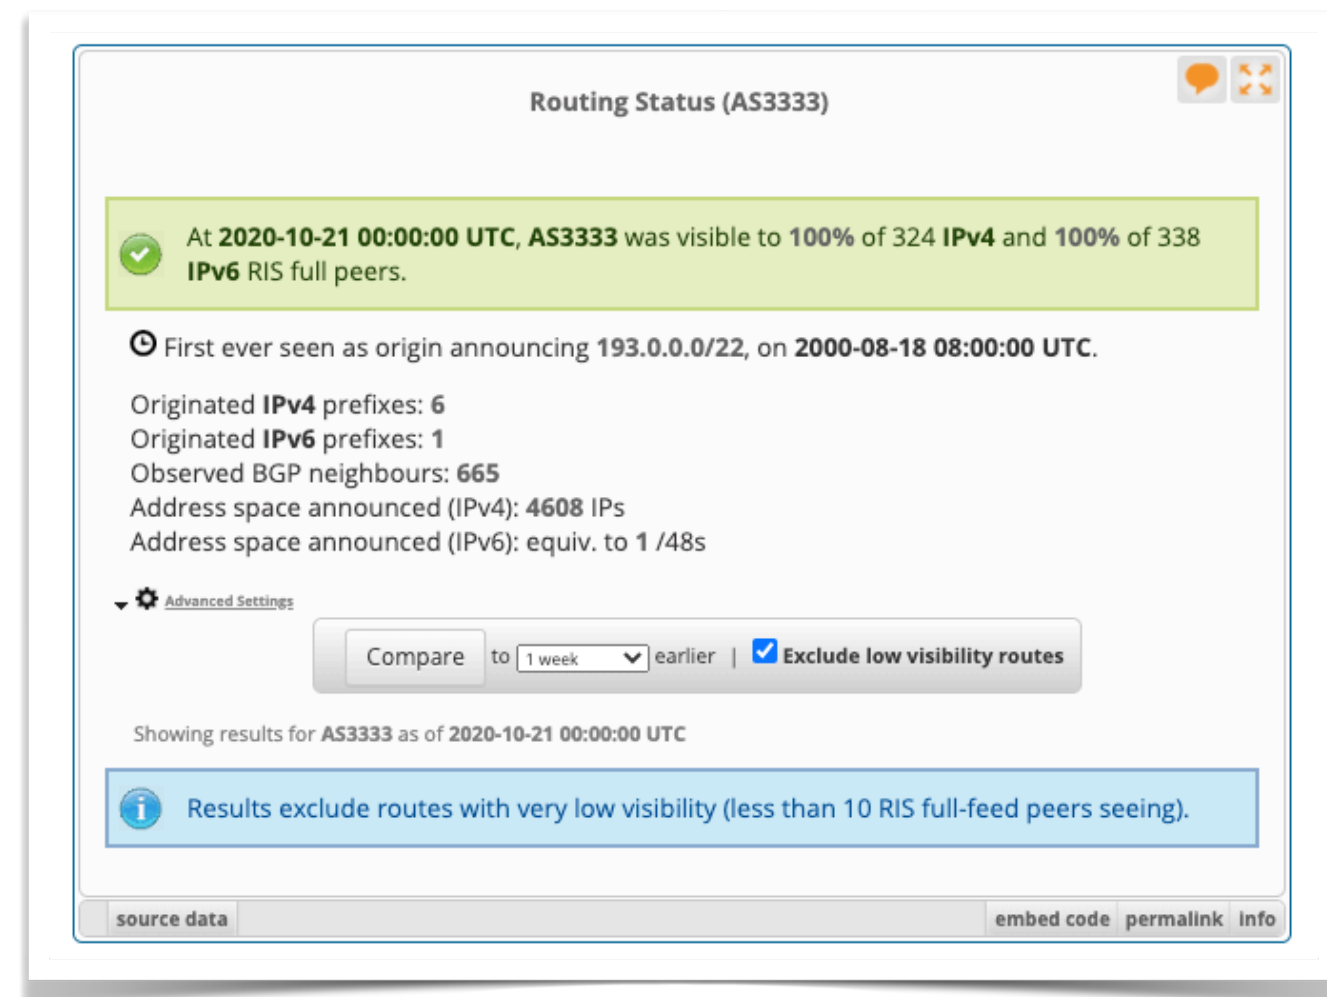 Routing Status (AS3333)
At 2020-10-21 00:00:00 UTC, AS3333 was visible to 100% of 324 IPv4 and 100% of 338
IPv6 RIS full peers.
First ever seen as origin announcing 193.0.0.0/22, on 2000-08-18 08:00:00 UTC.
Originated IPv4 prefixes: 6
Originated IPv6 prefixes: 1
Observed BGP neighbours: 665
Address space announced (IPv4): 4608 IPs
Address space announced (IPv6): equiv. to 1 /48s
Advanced Settings
Compare to 1 week earlier | Exclude low visibility routes
Showing results for AS3333 as of 2020-10-21 00:00:00 UTC
Results exclude routes with very low visibility (less than 10 RIS full-feed peers seeing).
source data embed code permalink info